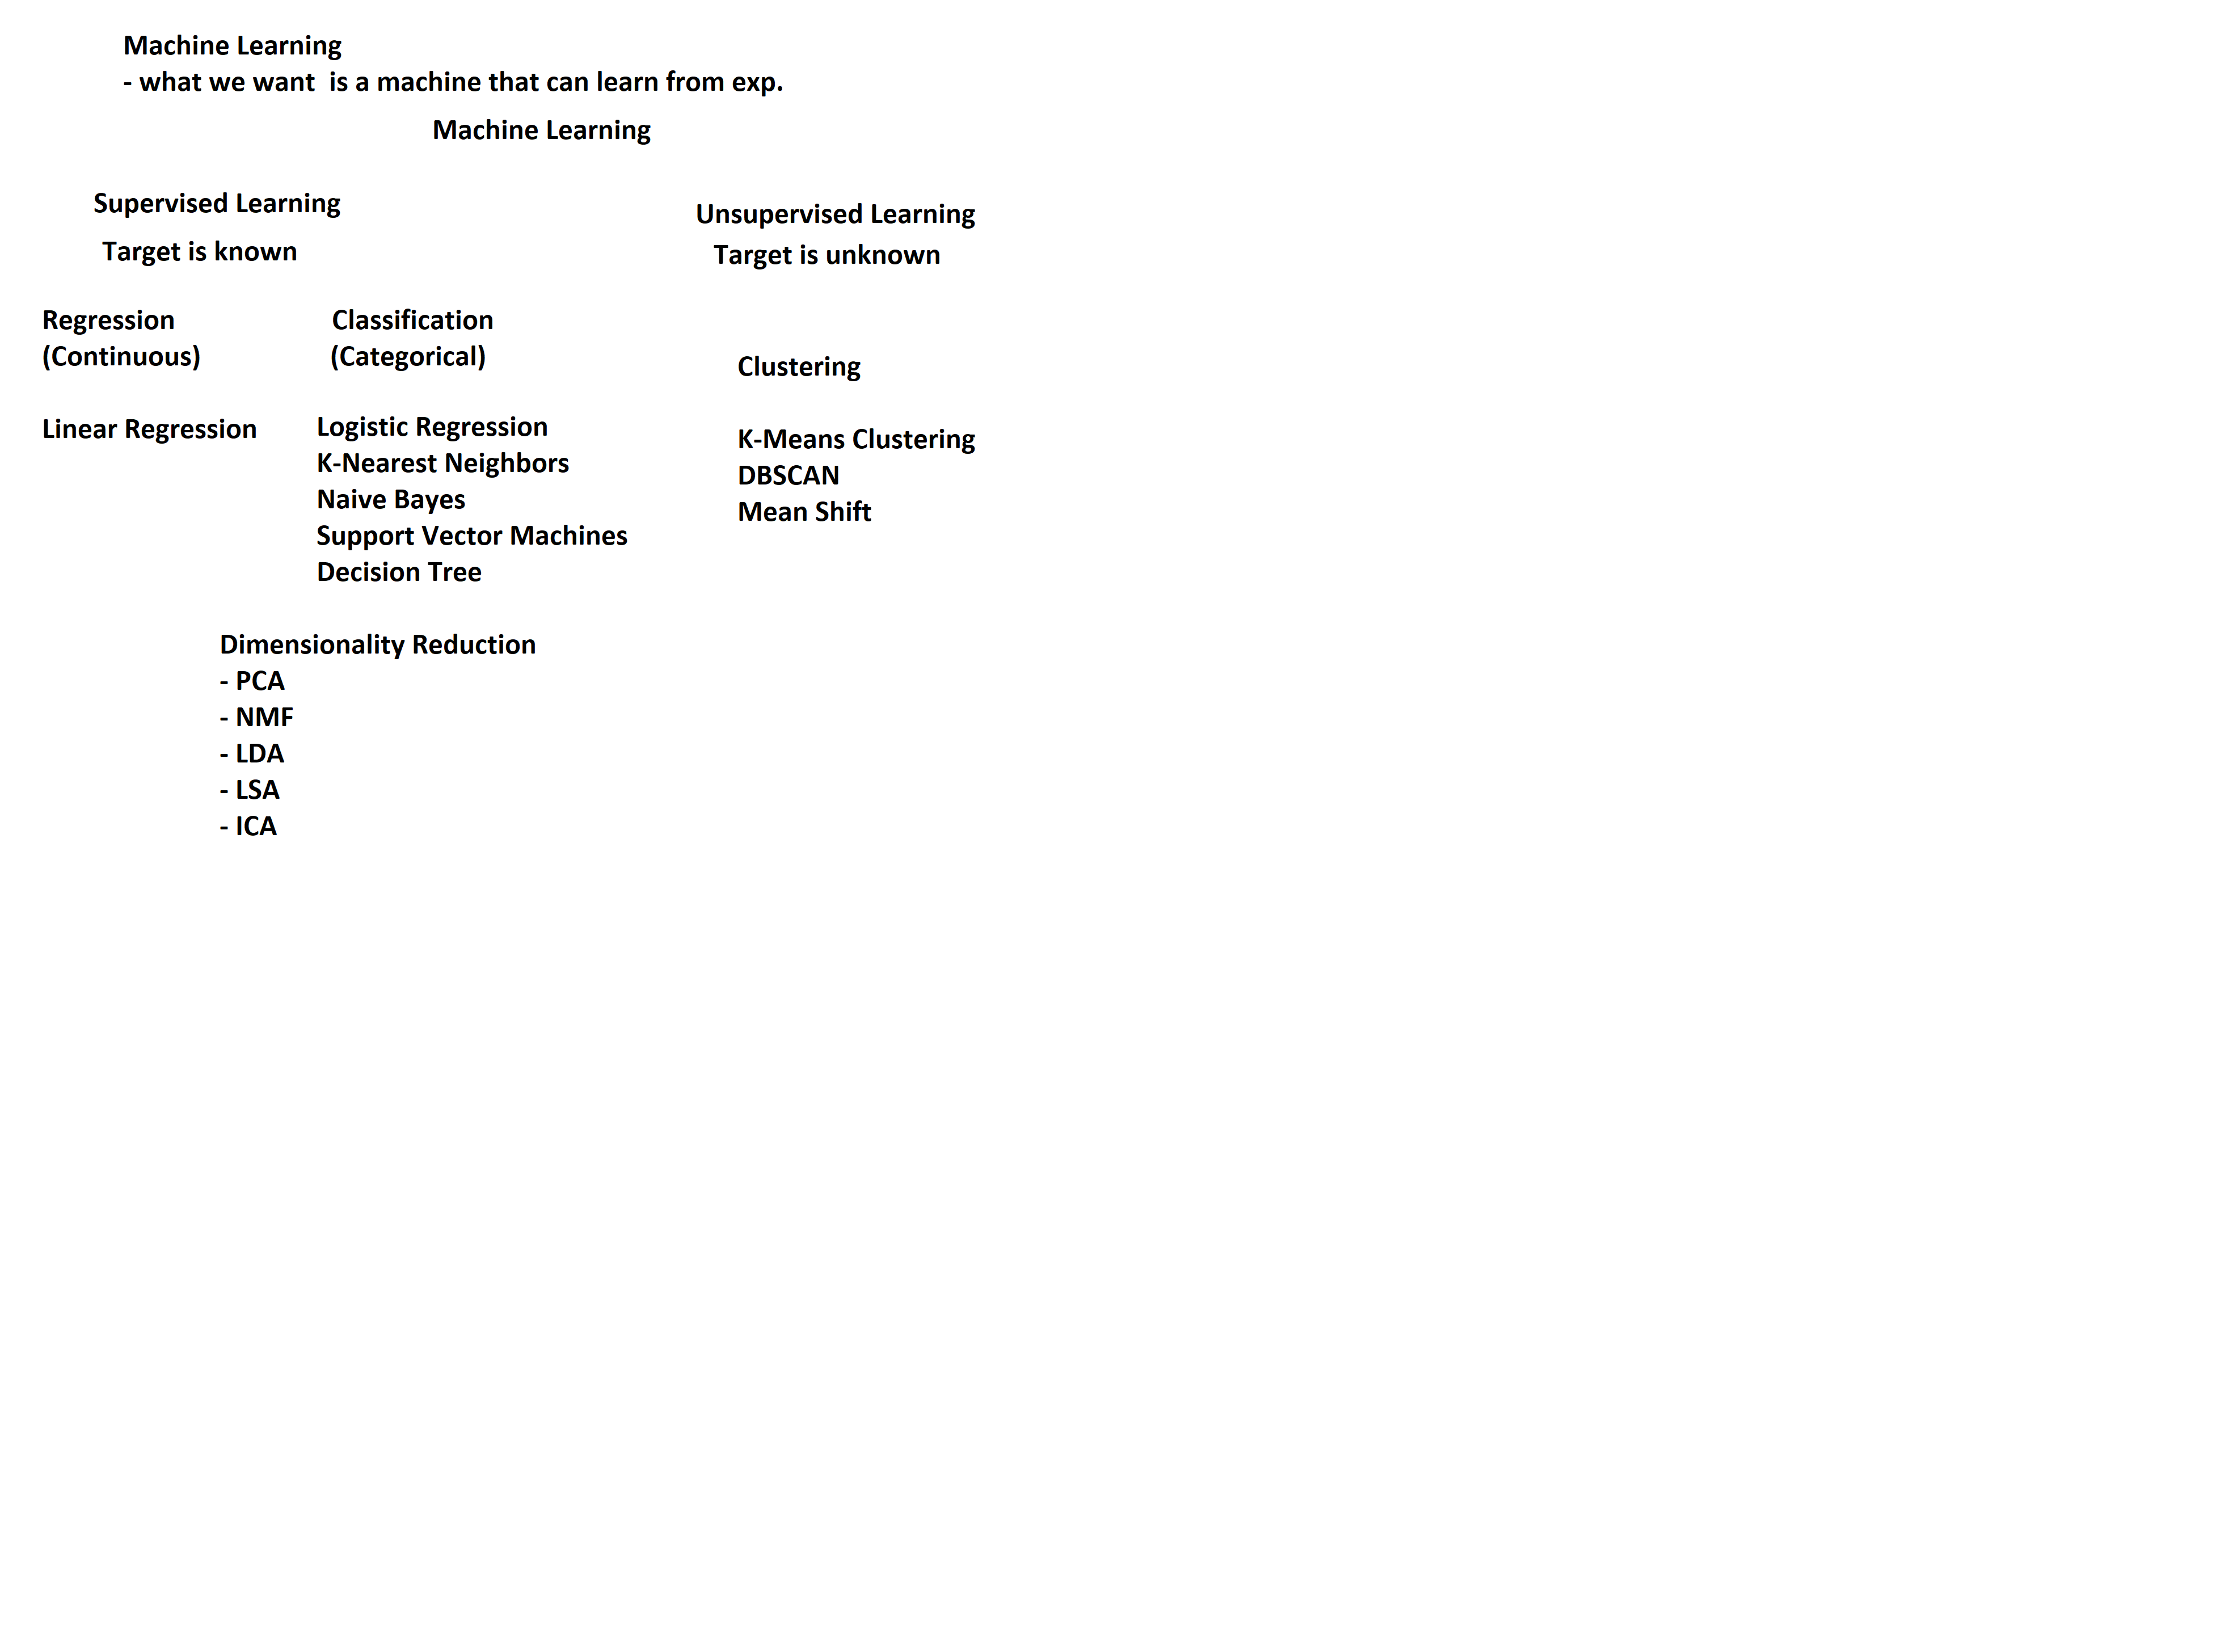 Machine Learning
- what we want  is a machine that can learn from exp.
Machine Learning
Supervised Learning
Target is known
Unsupervised Learning
Target is unknown
Regression
(Continuous)
Classification
(Categorical)
Clustering
Linear Regression
Logistic Regression
K-Nearest Neighbors
Naive Bayes
Support Vector Machines
Decision Tree
K-Means Clustering
DBSCAN
Mean Shift
Dimensionality Reduction
- PCA
- NMF
- LDA
- LSA
- ICA